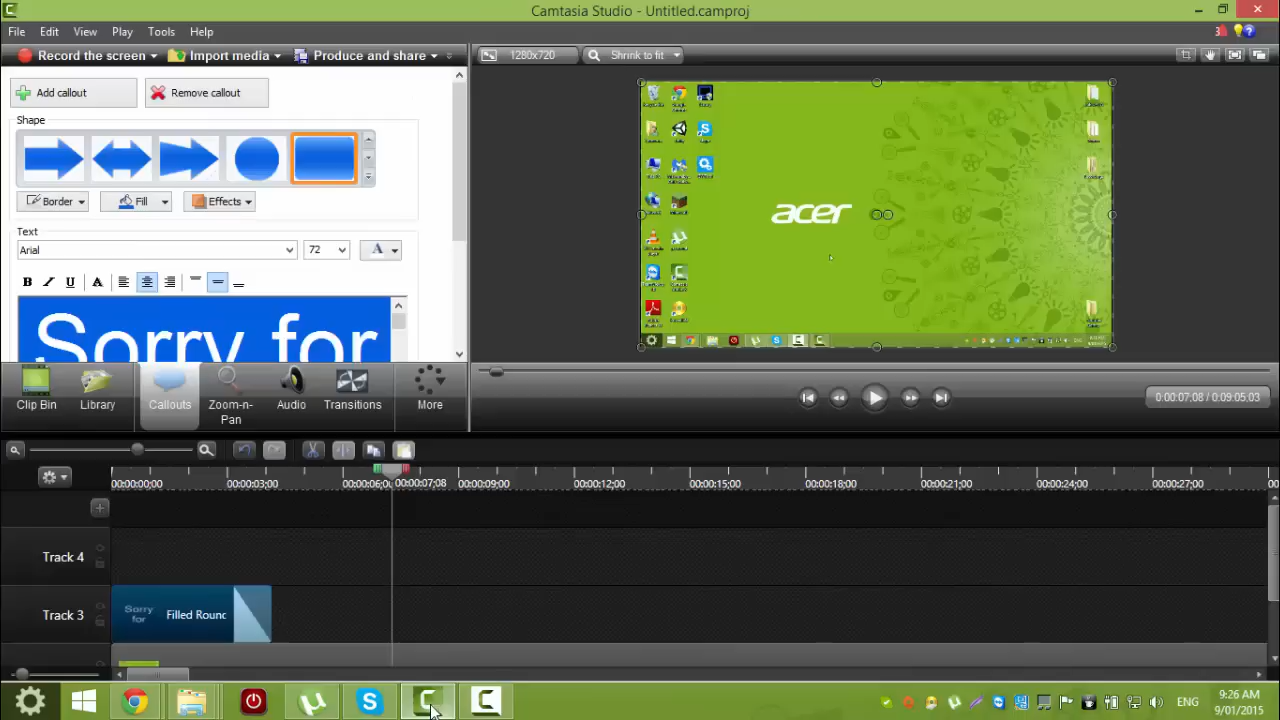 Camtasia Studio - Untitled.camproj
File Edit View Play Tools Help
Record the screen Import media Produce and share
1280x720 Shrink to fit
Add callout Remove callout
Shape
Border Fill Effects
Text
Arial 72 A
B I U A
Sorry for
acer
Clip Bin Library Callouts Zoom-n-Pan Audio Transitions More
0:00:07;08 / 0:09:05;03
00:00:00;00 00:00:03;00 00:00:07;08 00:00:09;00 00:00:12;00 00:00:15;00 00:00:18;00 00:00:21;00 00:00:24;00 00:00:27;00
Track 4
Track 3 Sorry for Filled Rounc
ENG 9:26 AM
9/01/2015